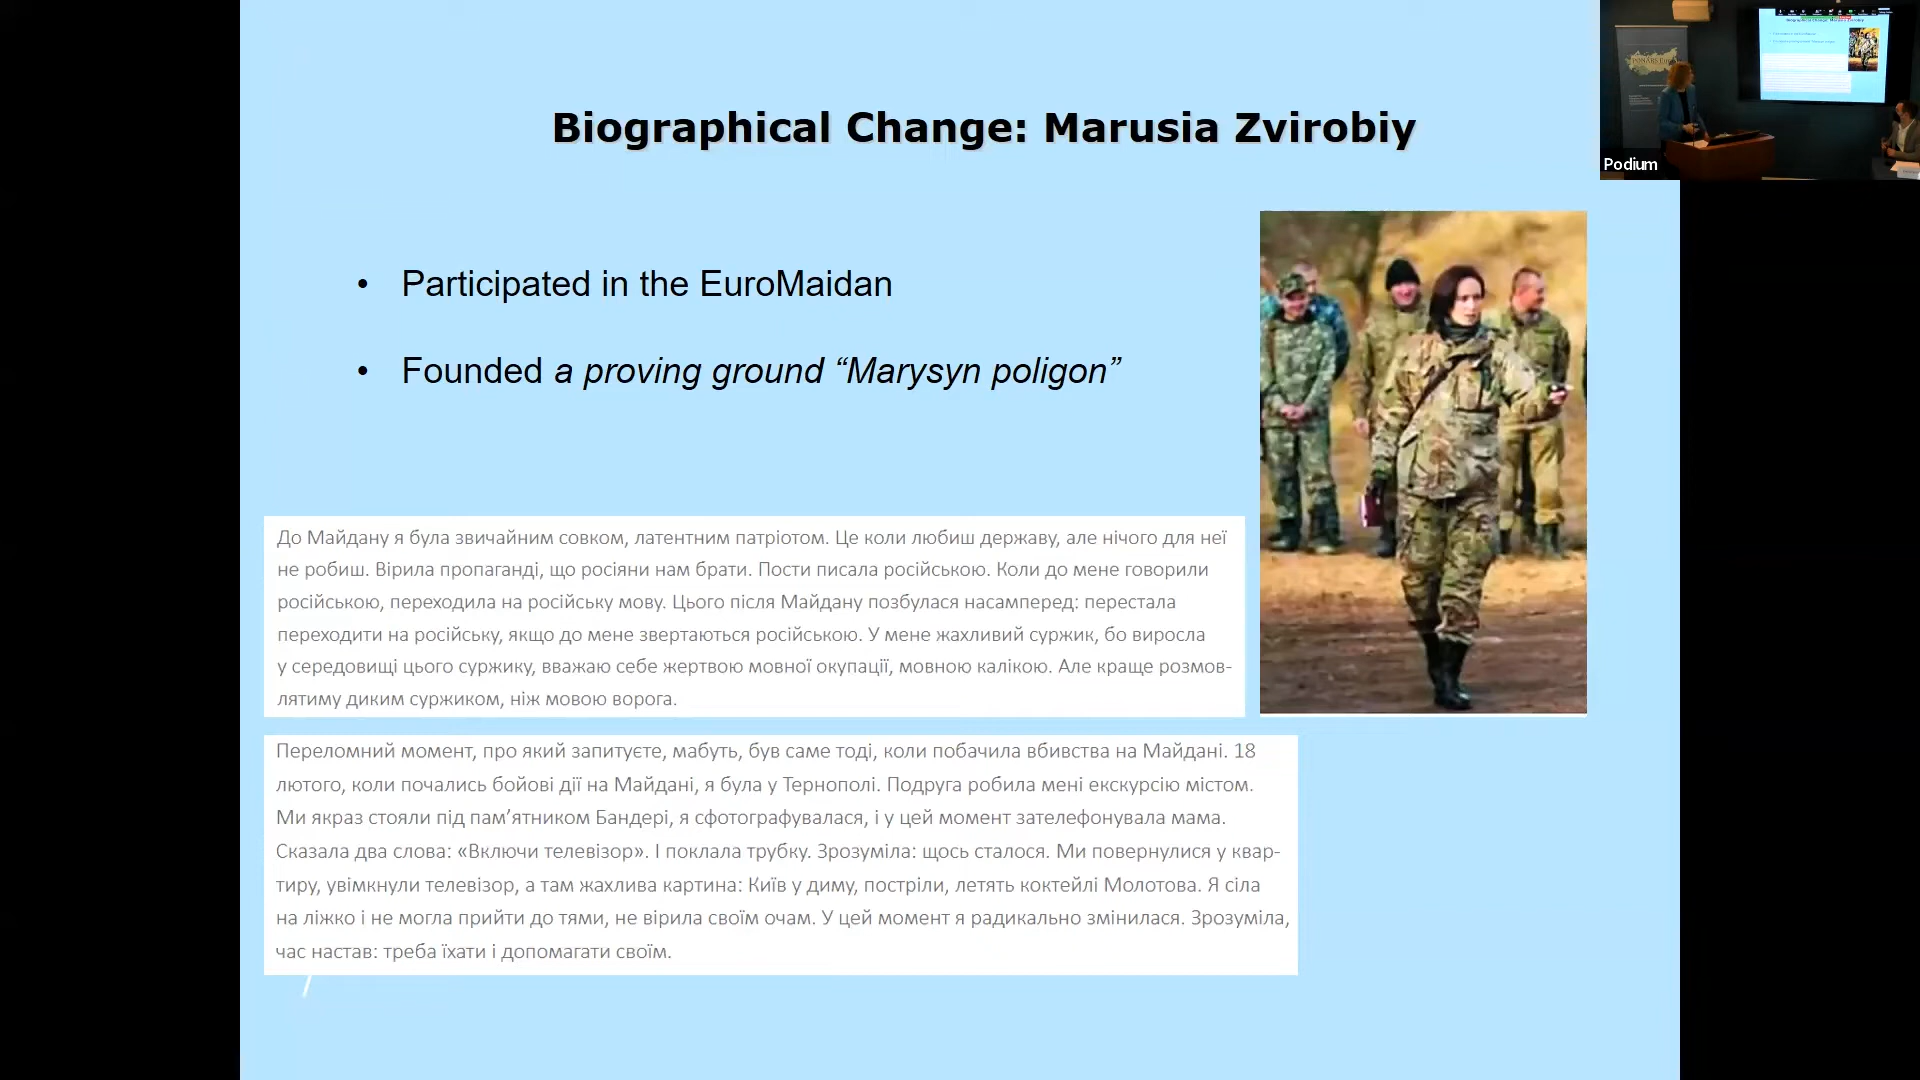 Biographical Change: Marusia Zvirobiy
Podium
• Participated in the EuroMaidan
• Founded a proving ground “Marysyn poligon”
До Майдану я була звичайним совком, латентним патріотом. Це коли любиш державу, але нічого для неї
не робиш. Вірила пропаганді, що росіяни нам брати. Пости писала російською. Коли до мене говорили
російською, переходила на російську мову. Цього після Майдану позбулася насамперед: перестала
переходити на російську, якщо до мене звертаються російською. У мене жахливий суржик, бо виросла
у середовищі цього суржику, вважаю себе жертвою мовної окупації, мовною калікою. Але краще розмов-
лятиму диким суржиком, ніж мовою ворога.
Переломний момент, про який запитуєте, мабуть, був саме тоді, коли побачила вбивства на Майдані. 18
лютого, коли почались бойові дії на Майдані, я була у Тернополі. Подруга робила мені екскурсію містом.
Ми якраз стояли під пам’ятником Бандері, я сфотографувалася, і у цей момент зателефонувала мама.
Сказала два слова: «Включи телевізор». І поклала трубку. Зрозуміла: щось сталося. Ми повернулися у квар-
тиру, увімкнули телевізор, а там жахлива картина: Київ у диму, постріли, летять коктейлі Молотова. Я сіла
на ліжко і не могла прийти до тями, не вірила своїм очам. У цей момент я радикально змінилася. Зрозуміла,
час настав: треба їхати і допомагати своїм.